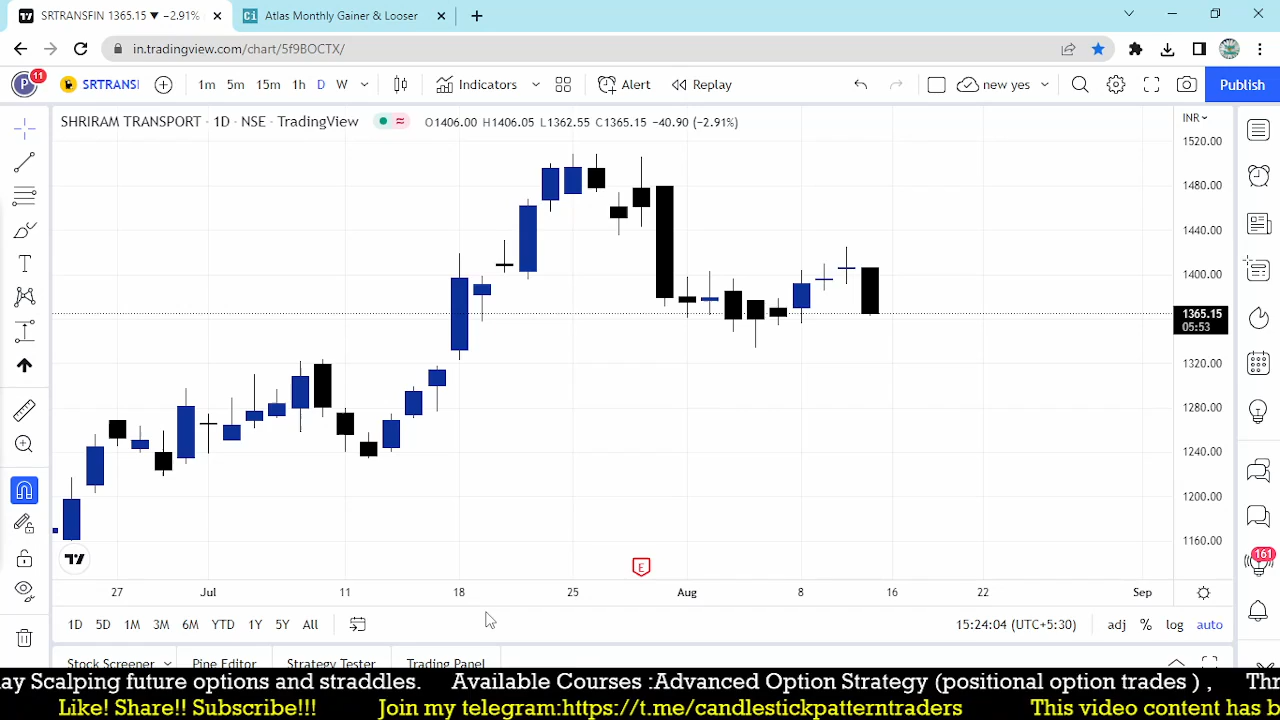 SRTRANSFIN 1365.15 ▼ −2.91%
Atlas Monthly Gainer & Looser
in.tradingview.com/chart/5f9BOCTX/
P 11 SRTRANSI 1m 5m 15m 1h D W Indicators Alert Replay new yes Publish
SHRIRAM TRANSPORT · 1D · NSE · TradingView O1406.00 H1406.05 L1362.55 C1365.15 −40.90 (−2.91%)
INR
1520.00
1480.00
1440.00
1400.00
1365.15
05:53
1320.00
1280.00
1240.00
1200.00
1160.00
161
E
27 Jul 11 18 25 Aug 8 16 22 Sep
1D 5D 1M 3M 6M YTD 1Y 5Y All 15:24:04 (UTC+5:30) adj % log auto
Stock Screener Pine Editor Strategy Tester Trading Panel
ay Scalping future options and straddles. Available Courses :Advanced Option Strategy (positional option trades ) , Thr
Like! Share!! Subscribe!!! Join my telegram:https://t.me/candlestickpatterntraders This video content has b